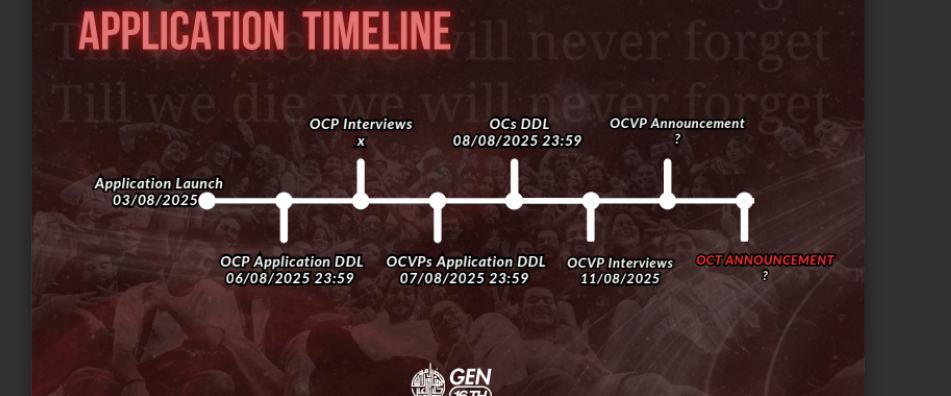 APPLICATION TIMELINE
Till we die, we will never forget
Till we die, we will never forget
OCP Interviews
x
OCs DDL
08/08/2025 23:59
OCVP Announcement
?
Application Launch
03/08/2025
OCP Application DDL
06/08/2025 23:59
OCVPs Application DDL
07/08/2025 23:59
OCVP Interviews
11/08/2025
OCT ANNOUNCEMENT
?
GEN
16TH